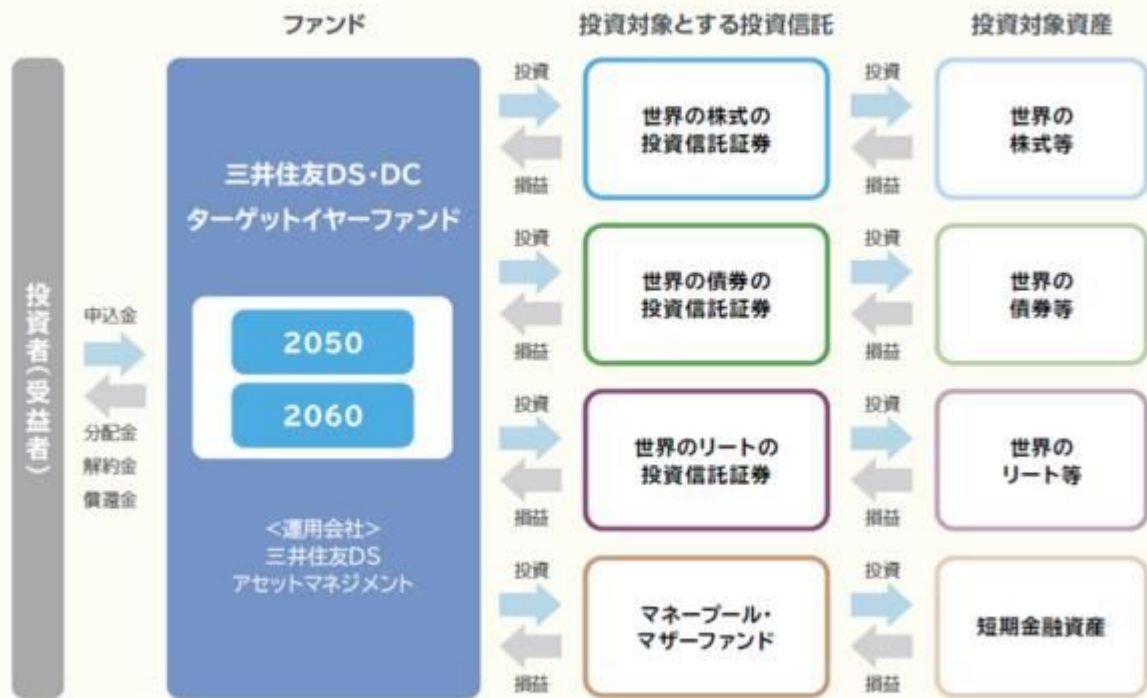 ファンド
投資対象とする投資信託
投資対象資産
投資者(受益者)
申込金
分配金
解約金
償還金
三井住友DS・DC
ターゲットイヤーファンド
2050
2060
<運用会社>
三井住友DS
アセットマネジメント
投資
損益
世界の株式の
投資信託証券
投資
損益
世界の
株式等
投資
損益
世界の債券の
投資信託証券
投資
損益
世界の
債券等
投資
損益
世界のリートの
投資信託証券
投資
損益
世界の
リート等
投資
損益
マネープール・
マザーファンド
投資
損益
短期金融資産